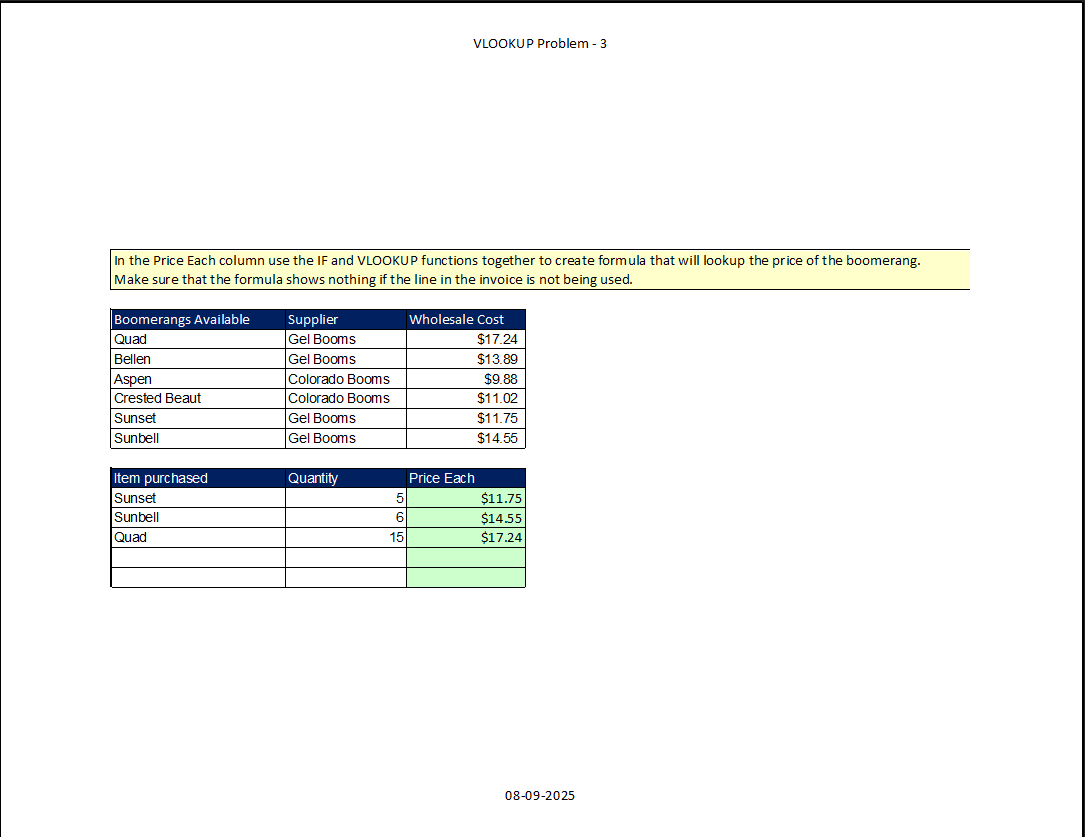 VLOOKUP Problem - 3
In the Price Each column use the IF and VLOOKUP functions together to create formula that will lookup the price of the boomerang.
Make sure that the formula shows nothing if the line in the invoice is not being used.
Boomerangs Available Supplier Wholesale Cost
Quad Gel Booms $17.24
Bellen Gel Booms $13.89
Aspen Colorado Booms $9.88
Crested Beaut Colorado Booms $11.02
Sunset Gel Booms $11.75
Sunbell Gel Booms $14.55
Item purchased Quantity Price Each
Sunset 5 $11.75
Sunbell 6 $14.55
Quad 15 $17.24
08-09-2025